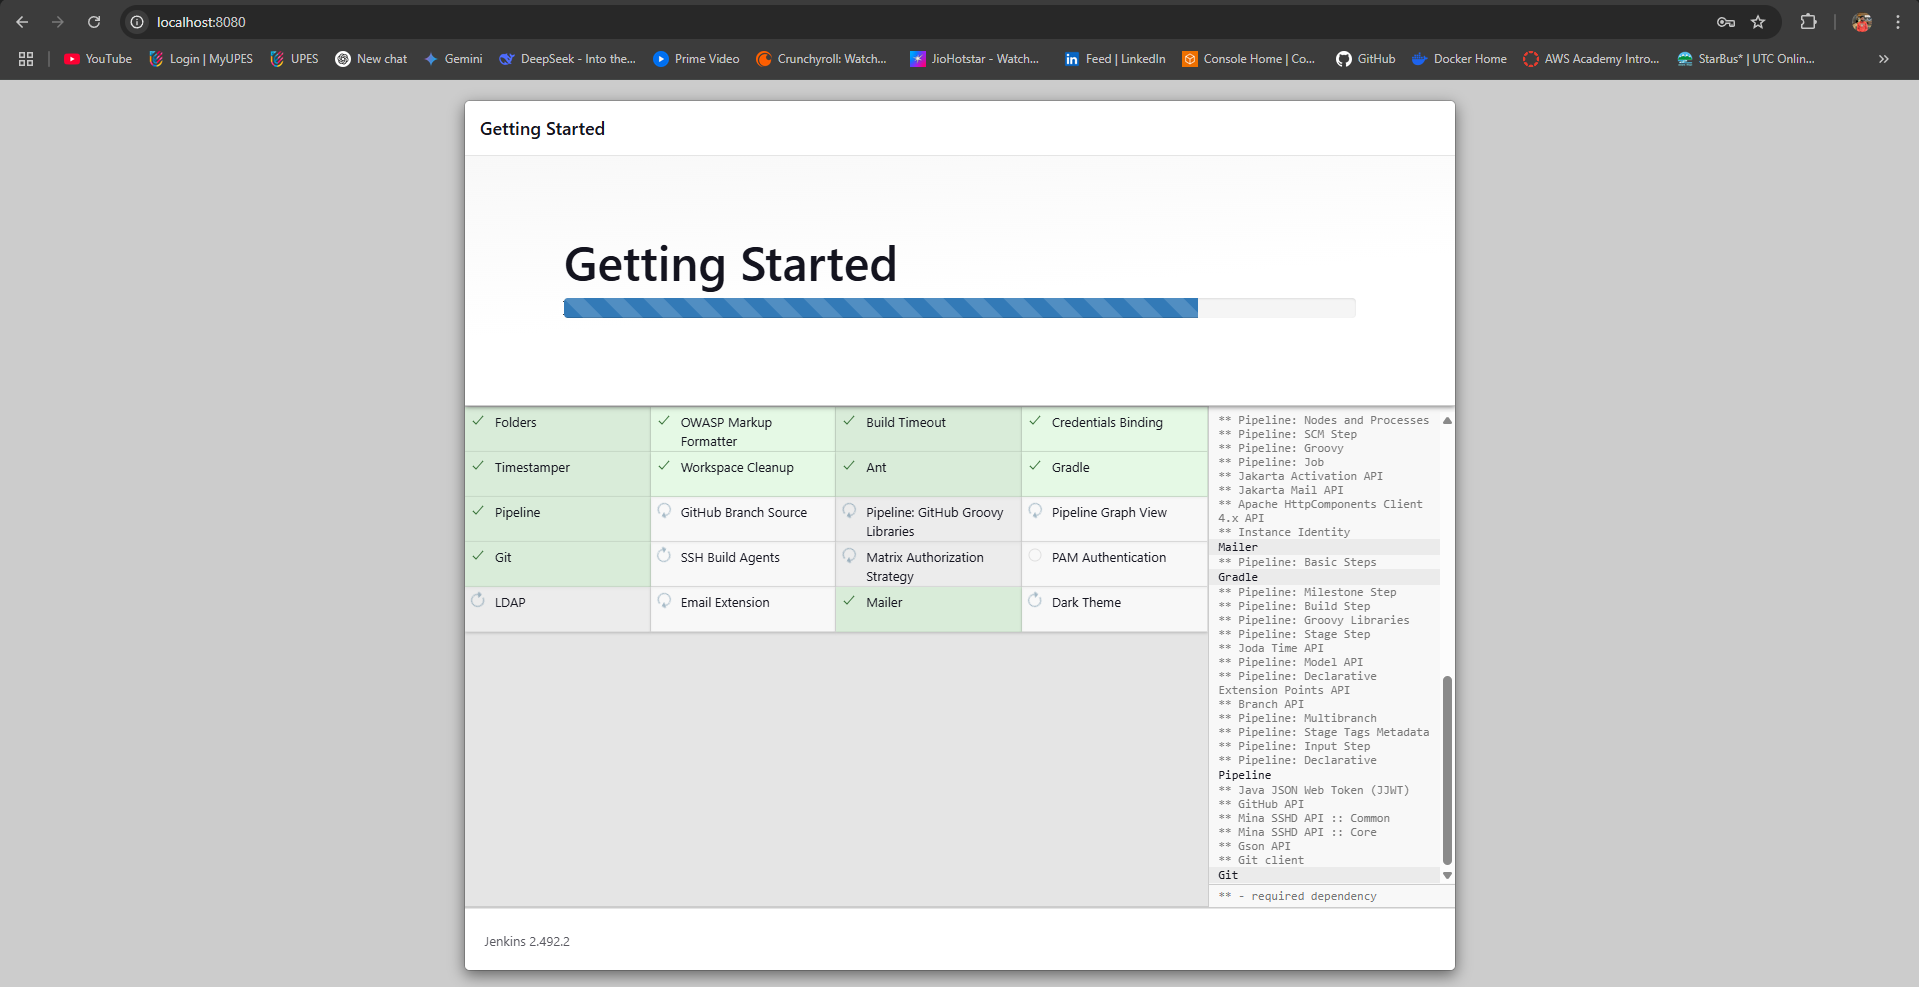 localhost:8080
YouTube
Login | MyUPES
UPES
New chat
Gemini
DeepSeek - Into the...
Prime Video
Crunchyroll: Watch...
JioHotstar - Watch...
Feed | LinkedIn
Console Home | Co...
GitHub
Docker Home
AWS Academy Intro...
StarBus* | UTC Onlin...
Getting Started
Getting Started
Folders
OWASP Markup
Formatter
Build Timeout
Credentials Binding
Timestamper
Workspace Cleanup
Ant
Gradle
Pipeline
GitHub Branch Source
Pipeline: GitHub Groovy
Libraries
Pipeline Graph View
Git
SSH Build Agents
Matrix Authorization
Strategy
PAM Authentication
LDAP
Email Extension
Mailer
Dark Theme
** Pipeline: Nodes and Processes
** Pipeline: SCM Step
** Pipeline: Groovy
** Pipeline: Job
** Jakarta Activation API
** Jakarta Mail API
** Apache HttpComponents Client
4.x API
** Instance Identity
Mailer
** Pipeline: Basic Steps
Gradle
** Pipeline: Milestone Step
** Pipeline: Build Step
** Pipeline: Groovy Libraries
** Pipeline: Stage Step
** Joda Time API
** Pipeline: Model API
** Pipeline: Declarative
Extension Points API
** Branch API
** Pipeline: Multibranch
** Pipeline: Stage Tags Metadata
** Pipeline: Input Step
** Pipeline: Declarative
Pipeline
** Java JSON Web Token (JJWT)
** GitHub API
** Mina SSHD API :: Common
** Mina SSHD API :: Core
** Gson API
** Git client
Git
** - required dependency
Jenkins 2.492.2